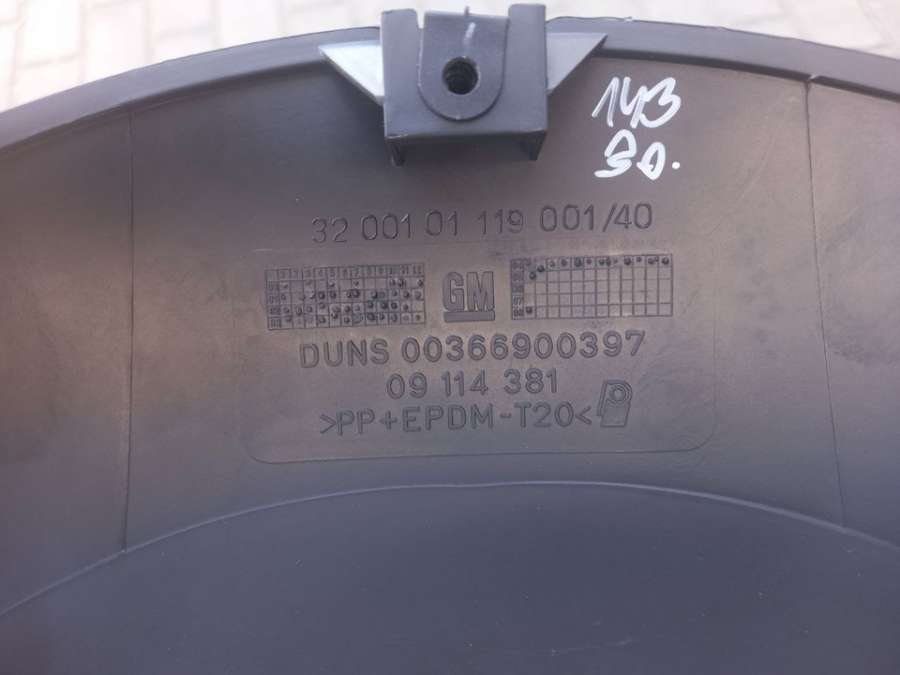 143
30.
32 001 01 119 001/40
GM
DUNS 00366900397
09 114 381
>PP+EPDM-T20<